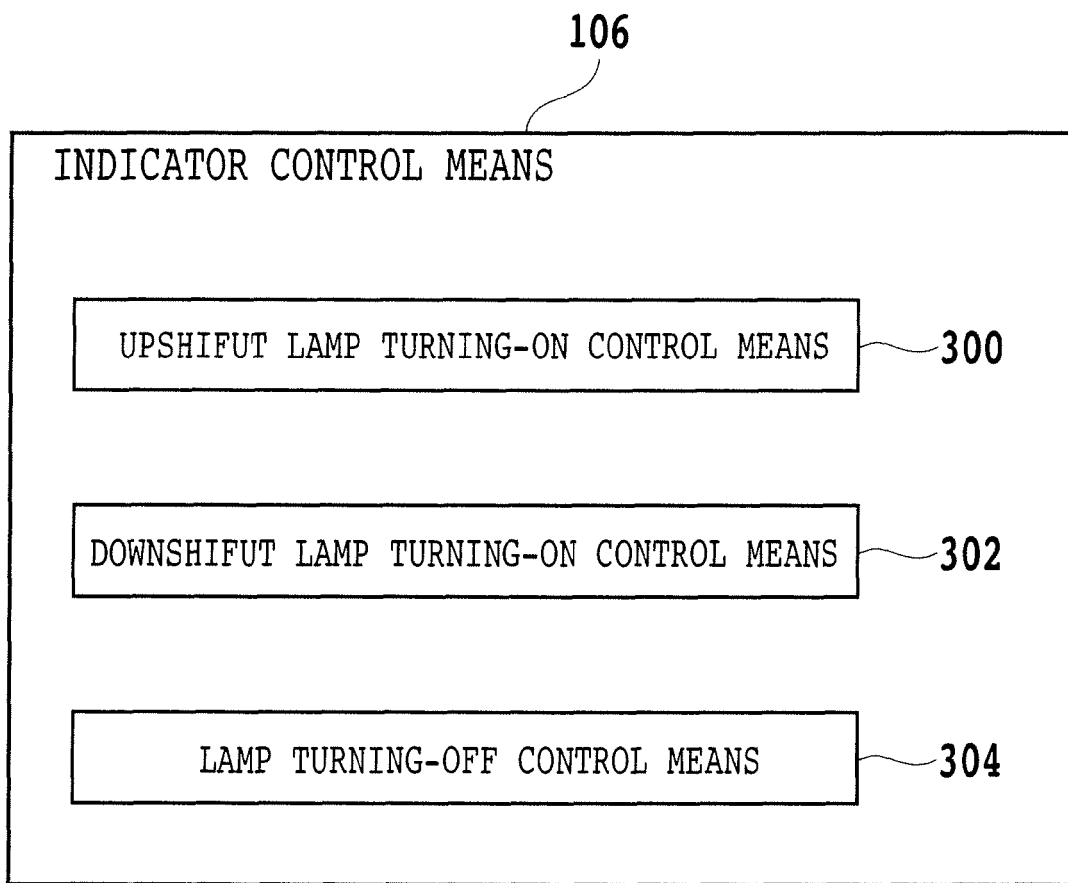 106
INDICATOR CONTROL MEANS
UPSHIFUT LAMP TURNING-ON CONTROL MEANS
300
DOWNSHIFUT LAMP TURNING-ON CONTROL MEANS
302
LAMP TURNING-OFF CONTROL MEANS
304